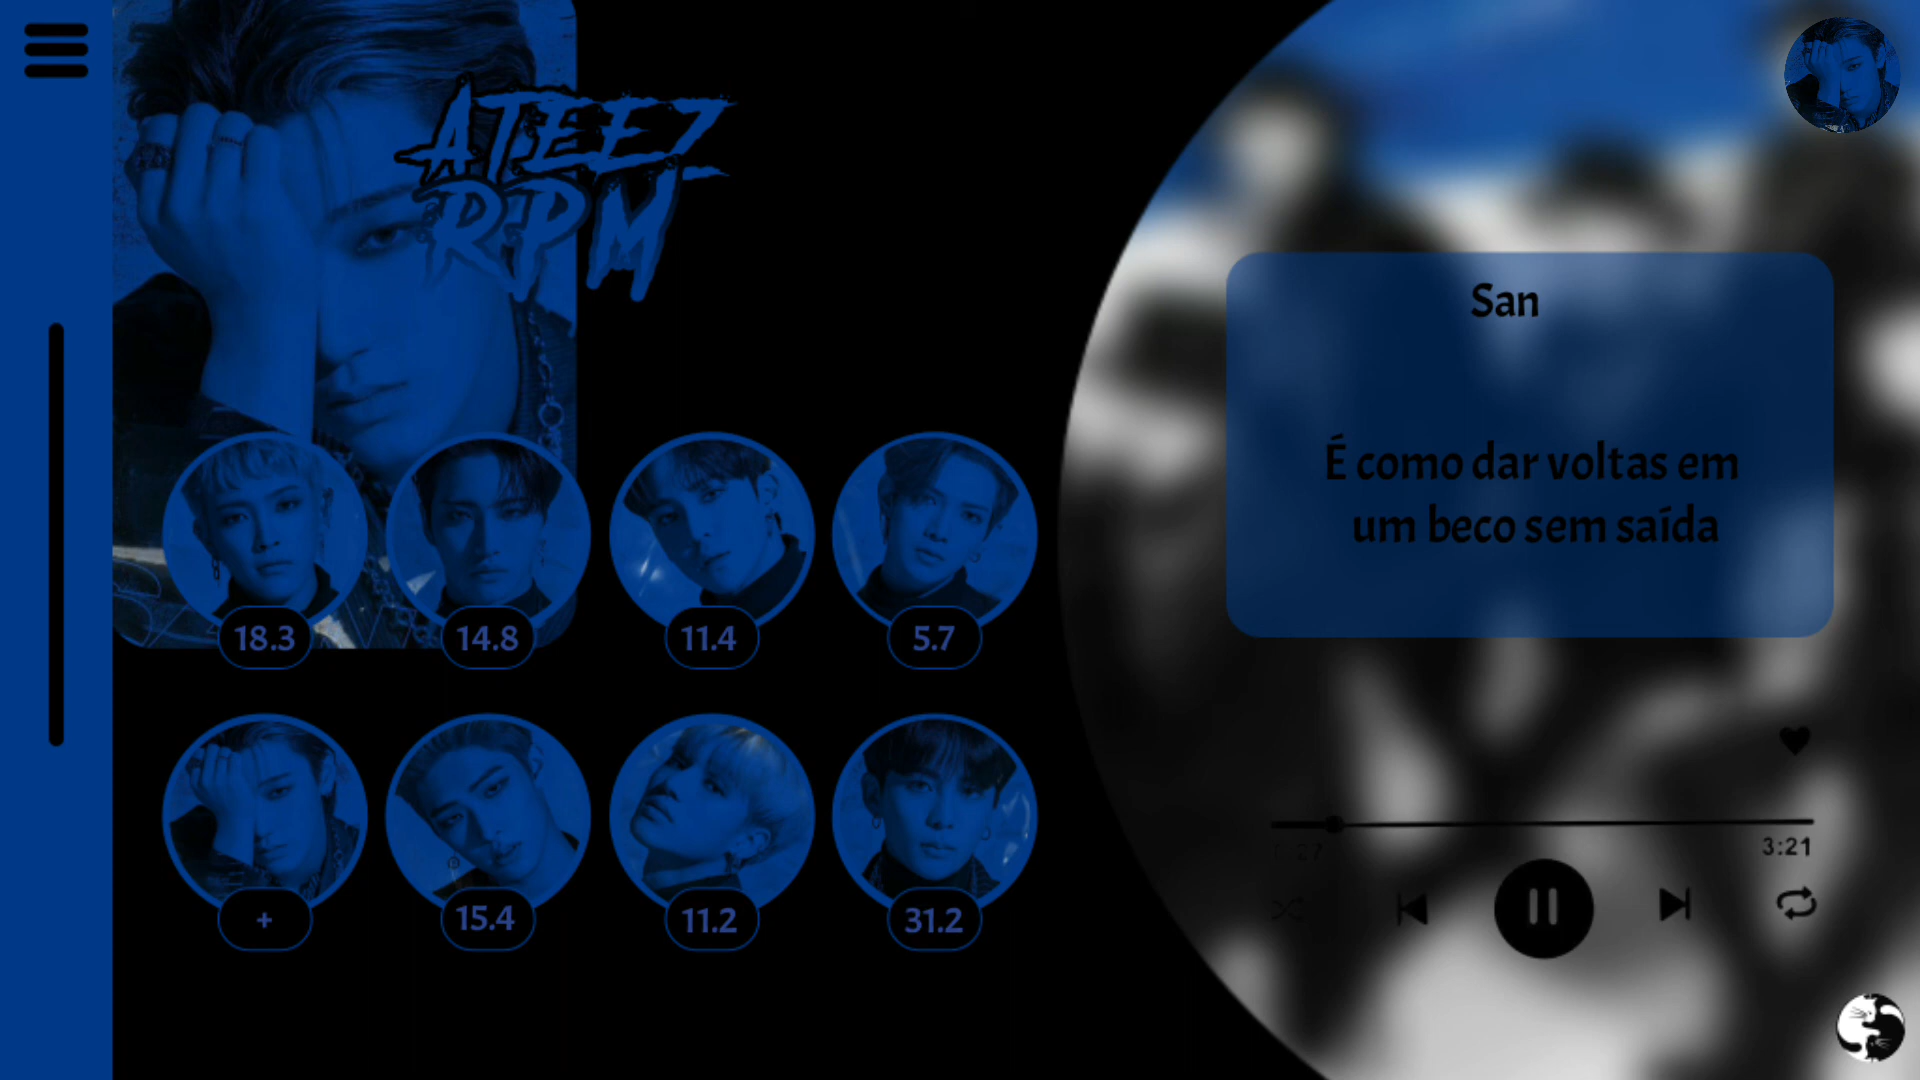 ATEEZ
RPM
18.3
14.8
11.4
5.7
+
15.4
11.2
31.2
San
É como dar voltas em
um beco sem saída
3:21